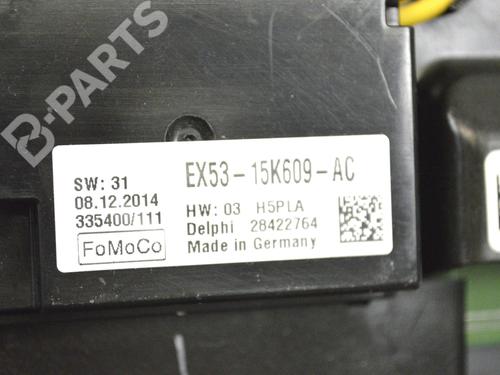 B-PARTS
EX53-15K609-AC
SW: 31
08.12.2014
335400/111
FoMoCo
HW: 03 H5PLA
Delphi 28422764
Made in Germany